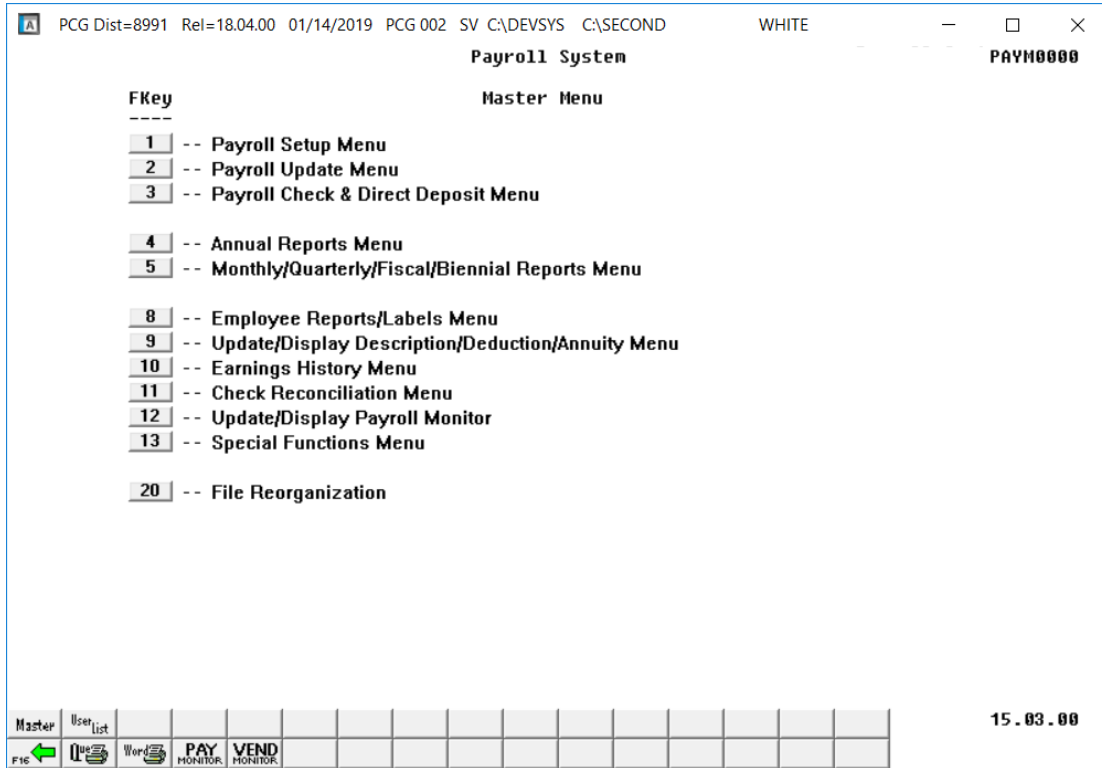 A PCG Dist=8991 Rel=18.04.00 01/14/2019 PCG 002 SV C:\DEVSYS C:\SECOND WHITE
Payroll System PAYM0000
FKey Master Menu
----
1 -- Payroll Setup Menu
2 -- Payroll Update Menu
3 -- Payroll Check & Direct Deposit Menu
4 -- Annual Reports Menu
5 -- Monthly/Quarterly/Fiscal/Biennial Reports Menu
8 -- Employee Reports/Labels Menu
9 -- Update/Display Description/Deduction/Annuity Menu
10 -- Earnings History Menu
11 -- Check Reconciliation Menu
12 -- Update/Display Payroll Monitor
13 -- Special Functions Menu
20 -- File Reorganization
Master User List 15.03.00
F16 Que Word PAY MONITOR VEND MONITOR